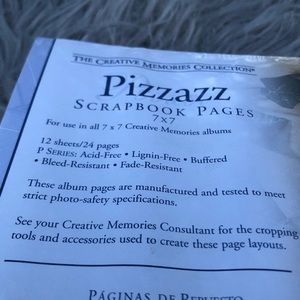 THE CREATIVE MEMORIES COLLECTION®
Pizzazz
SCRAPBOOK PAGES
7 x 7
For use in all 7 x 7 Creative Memories albums
12 sheets/24 pages
P SERIES: Acid-Free • Lignin-Free • Buffered
• Bleed-Resistant • Fade-Resistant
These album pages are manufactured and tested to meet
strict photo-safety specifications.
See your Creative Memories Consultant for the cropping
tools and accessories used to create these page layouts.
PÁGINAS DE REPUESTO